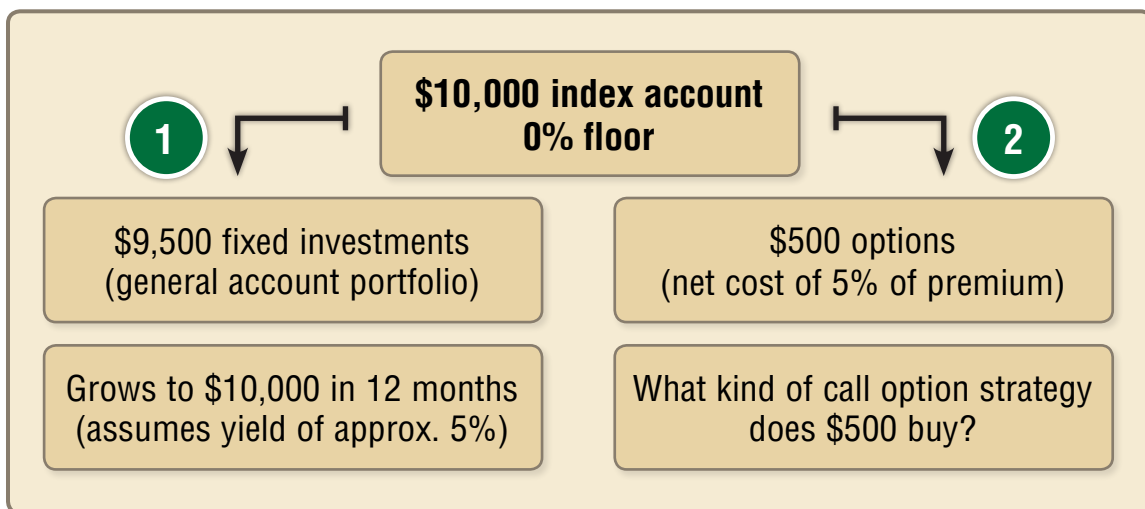 $10,000 index account
0% floor
1
2
$9,500 fixed investments
(general account portfolio)
$500 options
(net cost of 5% of premium)
Grows to $10,000 in 12 months
(assumes yield of approx. 5%)
What kind of call option strategy
does $500 buy?